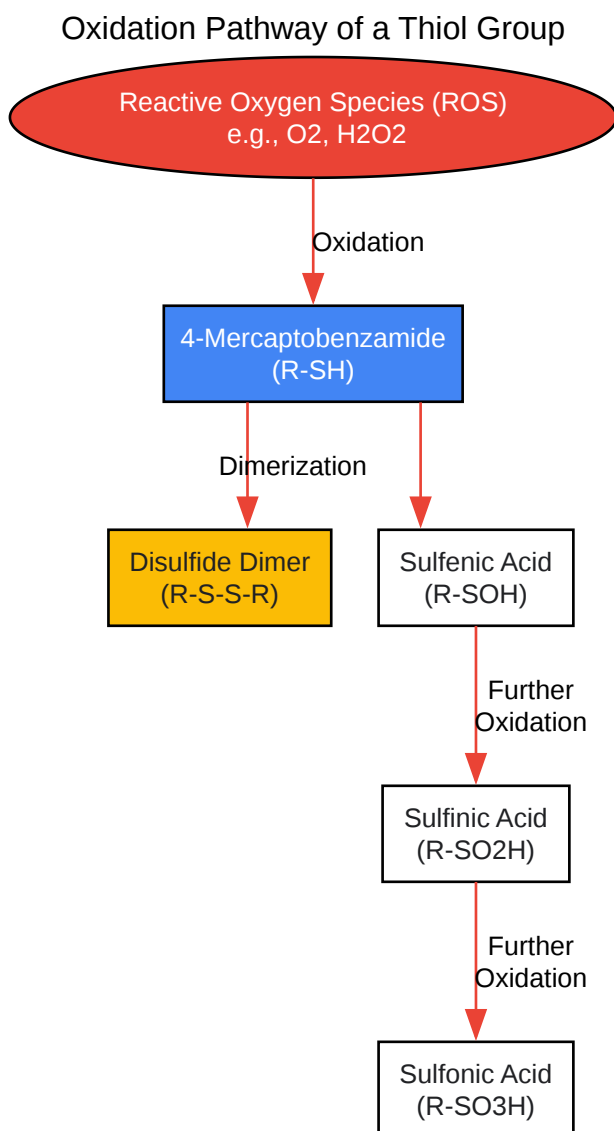 Oxidation Pathway of a Thiol Group
Reactive Oxygen Species (ROS)
e.g., O2, H2O2
Oxidation
4-Mercaptobenzamide
(R-SH)
Dimerization
Disulfide Dimer
(R-S-S-R)
Sulfenic Acid
(R-SOH)
Further
Oxidation
Sulfinic Acid
(R-SO2H)
Further
Oxidation
Sulfonic Acid
(R-SO3H)